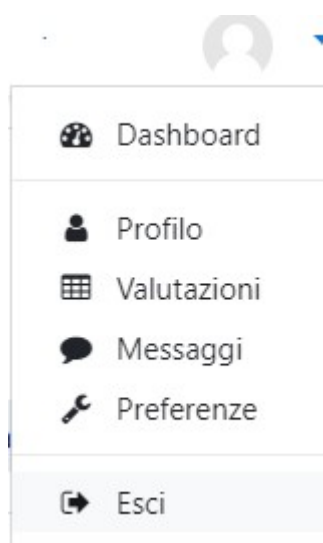 Dashboard
Profilo
Valutazioni
Messaggi
Preferenze
Esci